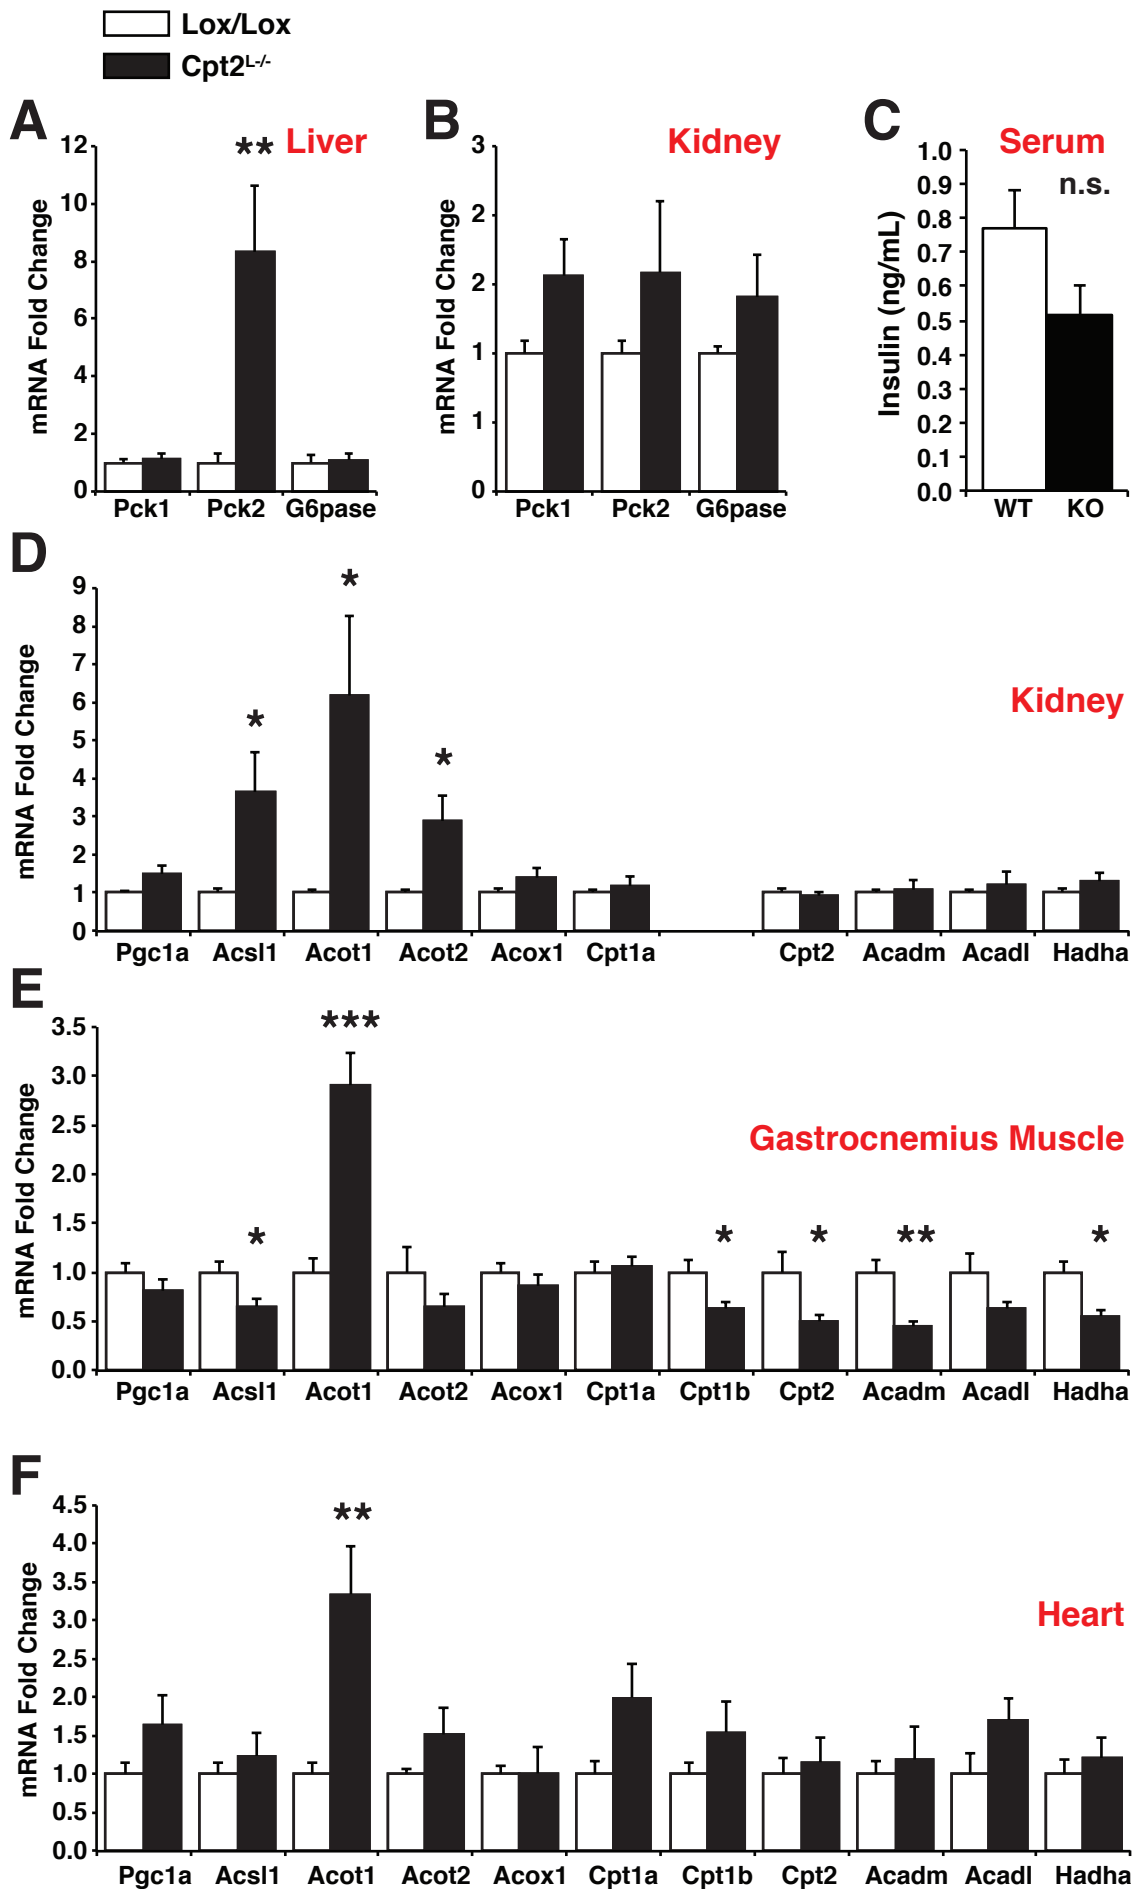 Lox/Lox
Cpt2L-/-
A
Liver
**
mRNA Fold Change
12
10
8
6
4
2
0
Pck1 Pck2 G6pase
B
Kidney
mRNA Fold Change
3
2
2
1
1
0
Pck1 Pck2 G6pase
C
Serum
n.s.
Insulin (ng/mL)
1.0
0.9
0.8
0.7
0.6
0.5
0.4
0.3
0.2
0.1
0.0
WT KO
D
Kidney
mRNA Fold Change
9
8
7
6
5
4
3
2
1
0
* * *
Pgc1a Acsl1 Acot1 Acot2 Acox1 Cpt1a Cpt2 Acadm Acadl Hadha
E
Gastrocnemius Muscle
mRNA Fold Change
3.5
3.0
2.5
2.0
1.5
1.0
0.5
0.0
* *** * * ** *
Pgc1a Acsl1 Acot1 Acot2 Acox1 Cpt1a Cpt1b Cpt2 Acadm Acadl Hadha
F
Heart
mRNA Fold Change
4.5
4.0
3.5
3.0
2.5
2.0
1.5
1.0
0.5
0.0
**
Pgc1a Acsl1 Acot1 Acot2 Acox1 Cpt1a Cpt1b Cpt2 Acadm Acadl Hadha